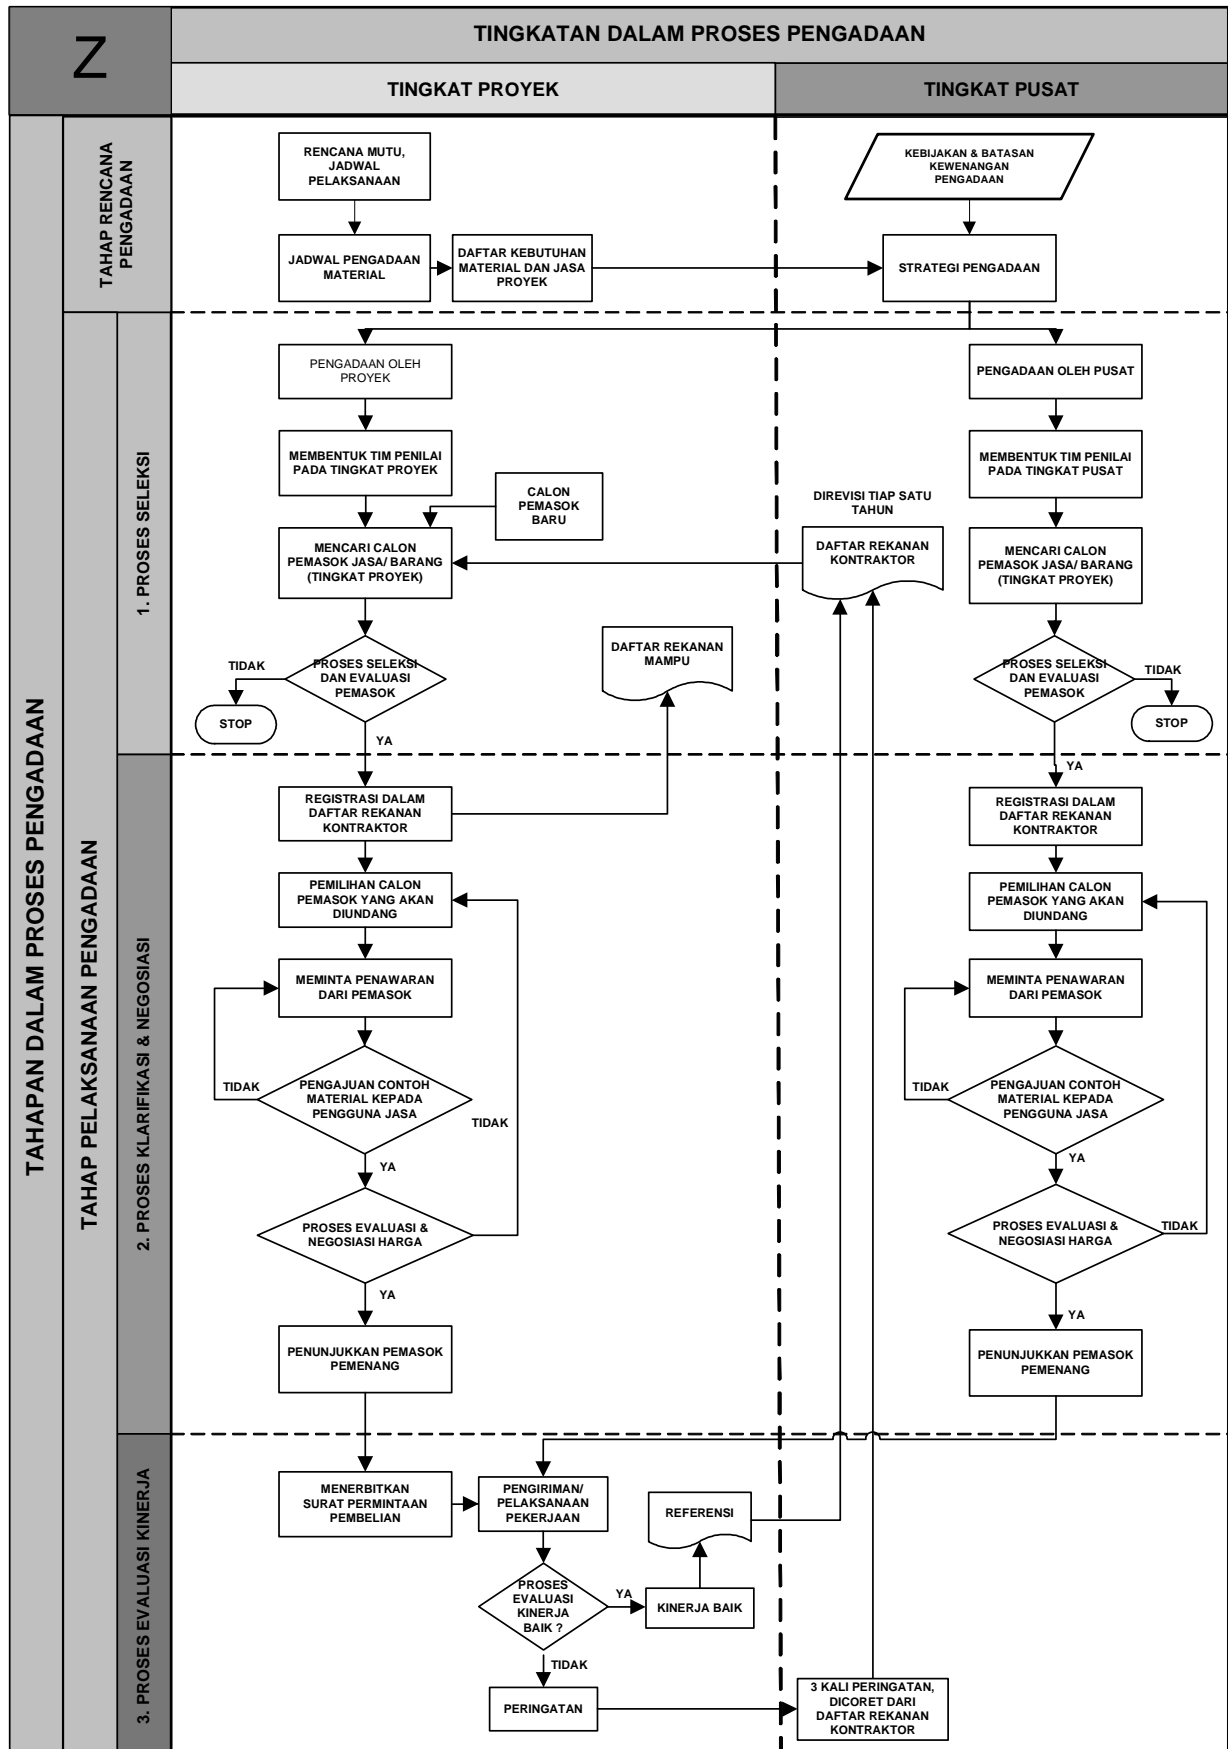 Z
TINGKATAN DALAM PROSES PENGADAAN
TINGKAT PROYEK
TINGKAT PUSAT
TAHAPAN DALAM PROSES PENGADAAN
TAHAP RENCANA
PENGADAAN
RENCANA MUTU,
JADWAL
PELAKSANAAN
KEBIJAKAN & BATASAN
KEWENANGAN
PENGADAAN
JADWAL PENGADAAN
MATERIAL
DAFTAR KEBUTUHAN
MATERIAL DAN JASA
PROYEK
STRATEGI PENGADAAN
TAHAP PELAKSANAAN PENGADAAN
1. PROSES SELEKSI
PENGADAAN OLEH
PROYEK
PENGADAAN OLEH PUSAT
MEMBENTUK TIM PENILAI
PADA TINGKAT PROYEK
MEMBENTUK TIM PENILAI
PADA TINGKAT PUSAT
CALON
PEMASOK
BARU
DIREVISI TIAP SATU
TAHUN
MENCARI CALON
PEMASOK JASA/ BARANG
(TINGKAT PROYEK)
DAFTAR REKANAN
KONTRAKTOR
MENCARI CALON
PEMASOK JASA/ BARANG
(TINGKAT PROYEK)
DAFTAR REKANAN
MAMPU
TIDAK
PROSES SELEKSI
DAN EVALUASI
PEMASOK
STOP
YA
PROSES SELEKSI
DAN EVALUASI
PEMASOK
TIDAK
STOP
YA
2. PROSES KLARIFIKASI & NEGOSIASI
REGISTRASI DALAM
DAFTAR REKANAN
KONTRAKTOR
REGISTRASI DALAM
DAFTAR REKANAN
KONTRAKTOR
PEMILIHAN CALON
PEMASOK YANG AKAN
DIUNDANG
PEMILIHAN CALON
PEMASOK YANG AKAN
DIUNDANG
MEMINTA PENAWARAN
DARI PEMASOK
MEMINTA PENAWARAN
DARI PEMASOK
TIDAK
PENGAJUAN CONTOH
MATERIAL KEPADA
PENGGUNA JASA
TIDAK
YA
TIDAK
PENGAJUAN CONTOH
MATERIAL KEPADA
PENGGUNA JASA
YA
PROSES EVALUASI &
NEGOSIASI HARGA
YA
PROSES EVALUASI &
NEGOSIASI HARGA
TIDAK
YA
PENUNJUKKAN PEMASOK
PEMENANG
PENUNJUKKAN PEMASOK
PEMENANG
3. PROSES EVALUASI KINERJA
MENERBITKAN
SURAT PERMINTAAN
PEMBELIAN
PENGIRIMAN/
PELAKSANAAN
PEKERJAAN
REFERENSI
PROSES
EVALUASI
KINERJA
BAIK ?
YA
KINERJA BAIK
TIDAK
PERINGATAN
3 KALI PERINGATAN,
DICORET DARI
DAFTAR REKANAN
KONTRAKTOR